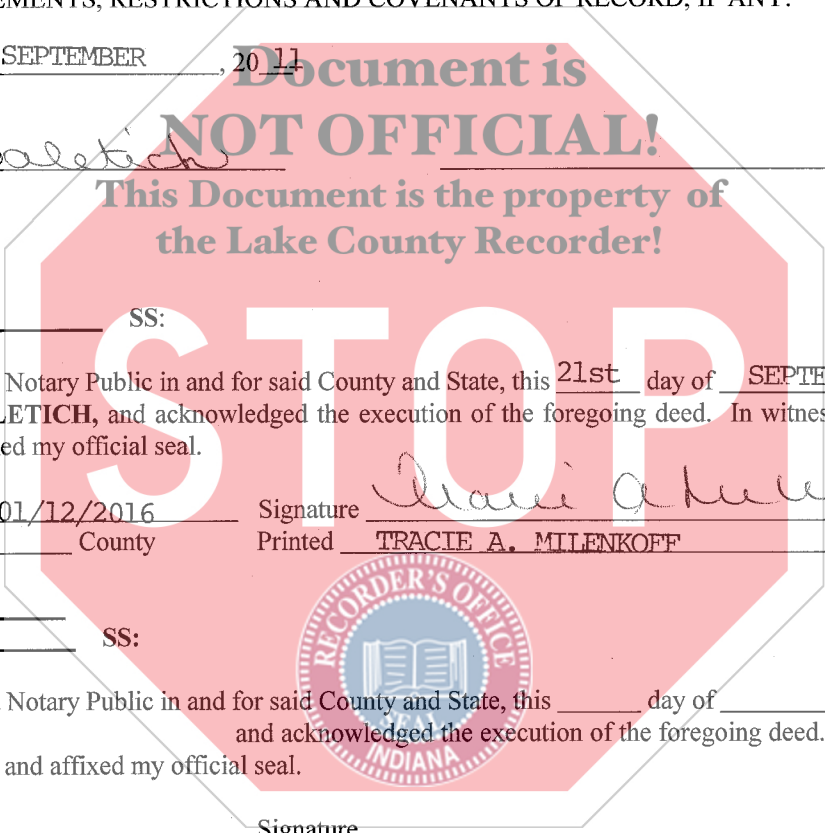 EMENTS, RESTRICTIONS AND COVENANTS OF RECORD, IF ANY.
SEPTEMBER, 20 11
Document is
NOT OFFICIAL!
aletich
This Document is the property of
the Lake County Recorder!
SS:
STOP
Notary Public in and for said County and State, this 21st day of SEPTE
LETICH, and acknowledged the execution of the foregoing deed. In witnes
ed my official seal.
01/12/2016 Signature
County Printed TRACIE A. MILENKOFF
RECORDER'S OFFICE
SEAL
INDIANA
SS:
Notary Public in and for said County and State, this day of
and acknowledged the execution of the foregoing deed.
and affixed my official seal.
Signature